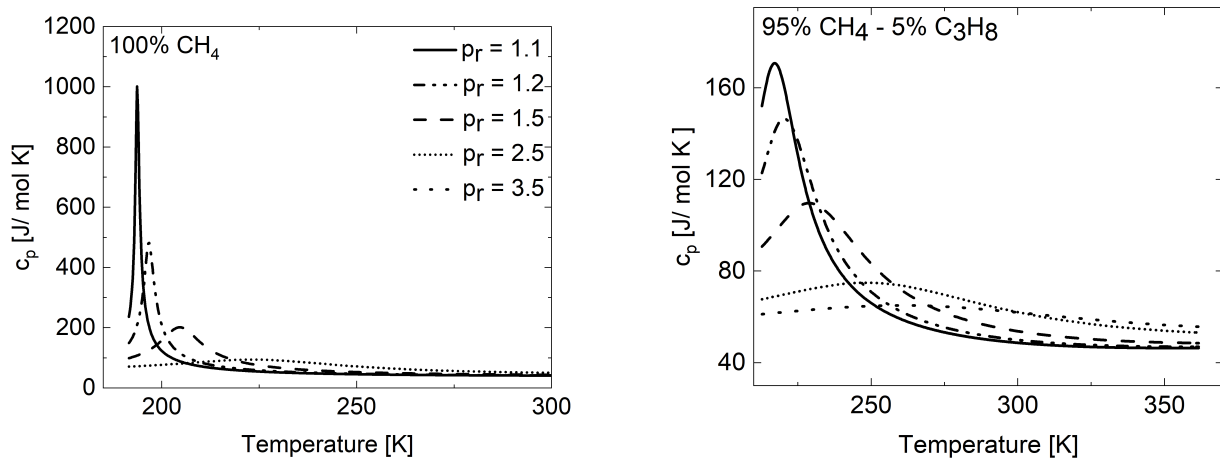 100% CH₄
pᵣ = 1.1
pᵣ = 1.2
pᵣ = 1.5
pᵣ = 2.5
pᵣ = 3.5
1200
1000
800
600
400
200
0
cₚ [J/ mol K]
200
250
300
Temperature [K]
95% CH₄ - 5% C₃H₈
160
120
80
40
cₚ [J/ mol K ]
250
300
350
Temperature [K]